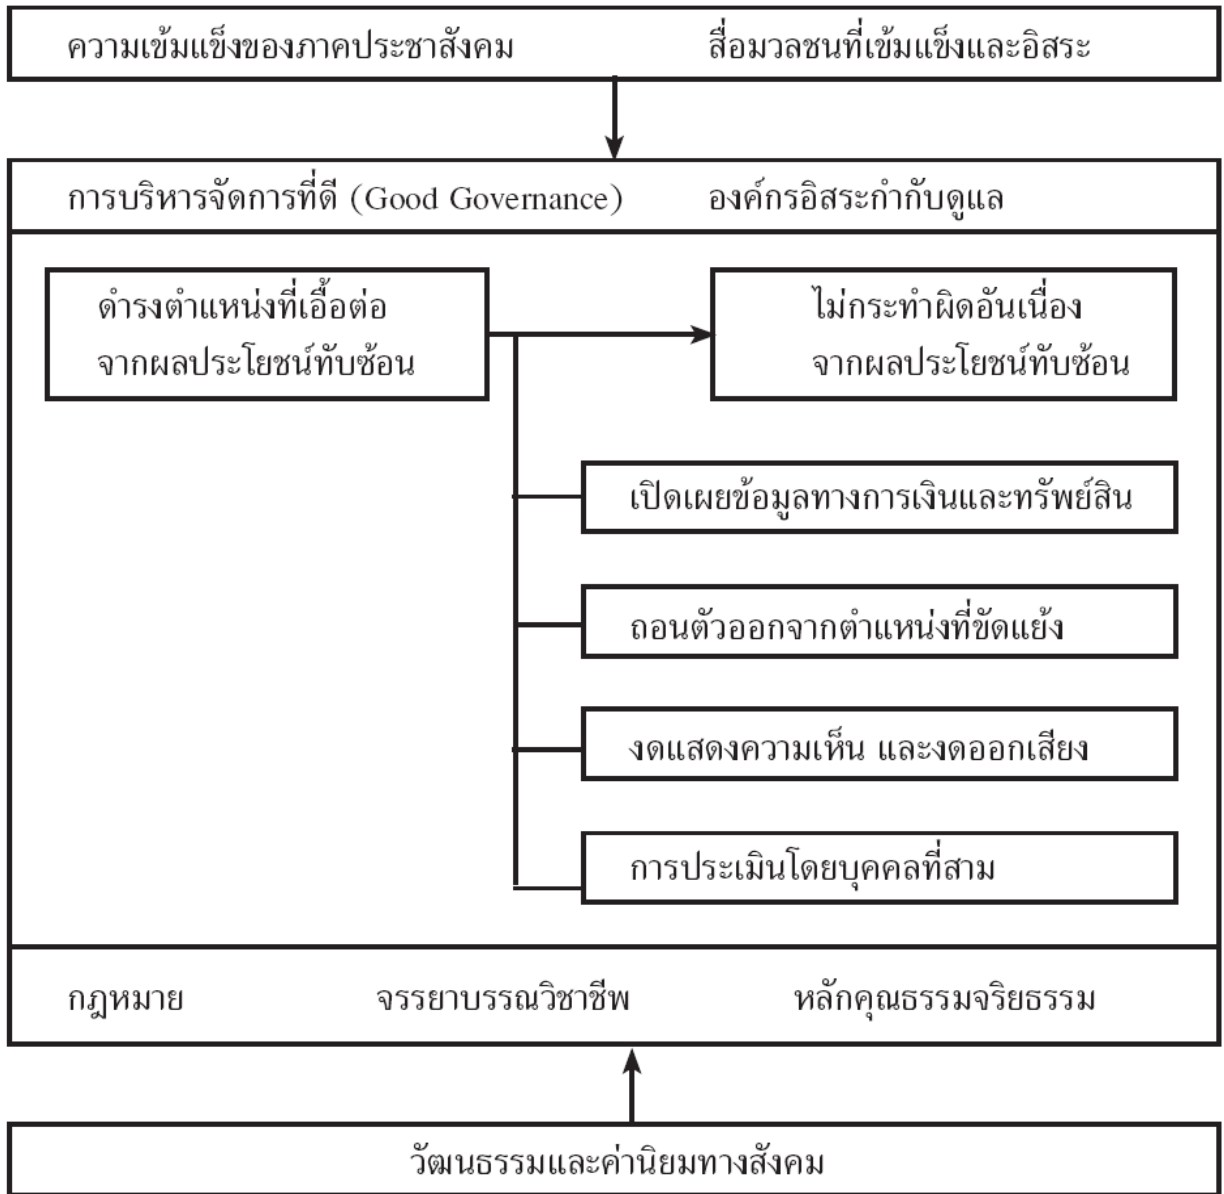 ความเข้มแข็งของภาคประชาสังคม สื่อมวลชนที่เข้มแข็งและอิสระ
การบริหารจัดการที่ดี (Good Governance) องค์กรอิสระกำกับดูแล
ดำรงตำแหน่งที่เอื้อต่อ
จากผลประโยชน์ทับซ้อน
ไม่กระทำผิดอันเนื่อง
จากผลประโยชน์ทับซ้อน
เปิดเผยข้อมูลทางการเงินและทรัพย์สิน
ถอนตัวออกจากตำแหน่งที่ขัดแย้ง
งดแสดงความเห็น และงดออกเสียง
การประเมินโดยบุคคลที่สาม
กฎหมาย จรรยาบรรณวิชาชีพ หลักคุณธรรมจริยธรรม
วัฒนธรรมและค่านิยมทางสังคม